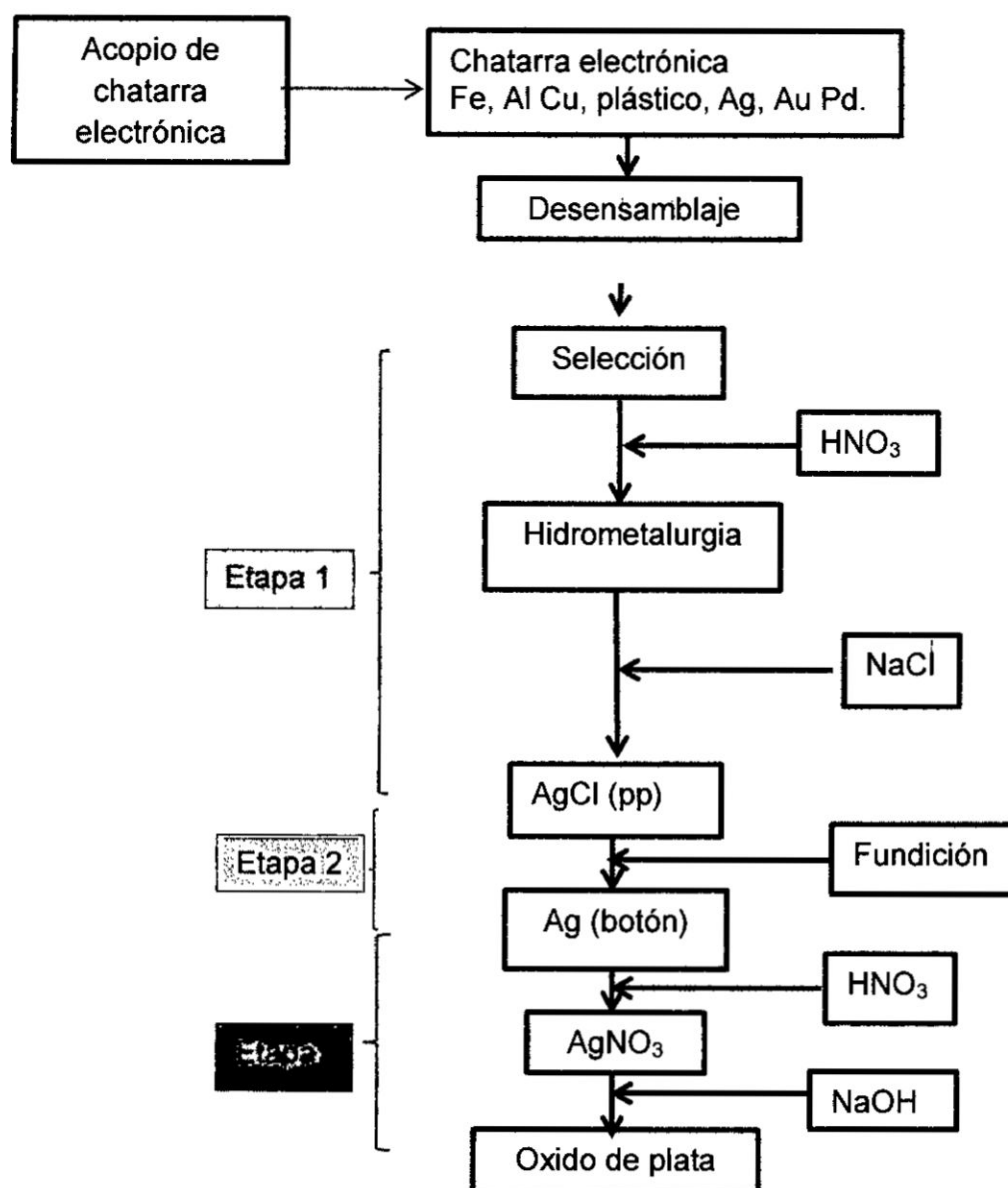 Acopio de
chatarra
electrónica
Chatarra electrónica
Fe, Al Cu, plástico, Ag, Au Pd.
Desensamblaje
Selección
HNO₃
Hidrometalurgia
Etapa 1
NaCl
AgCl (pp)
Etapa 2
Fundición
Ag (botón)
HNO₃
Etapa
AgNO₃
NaOH
Oxido de plata